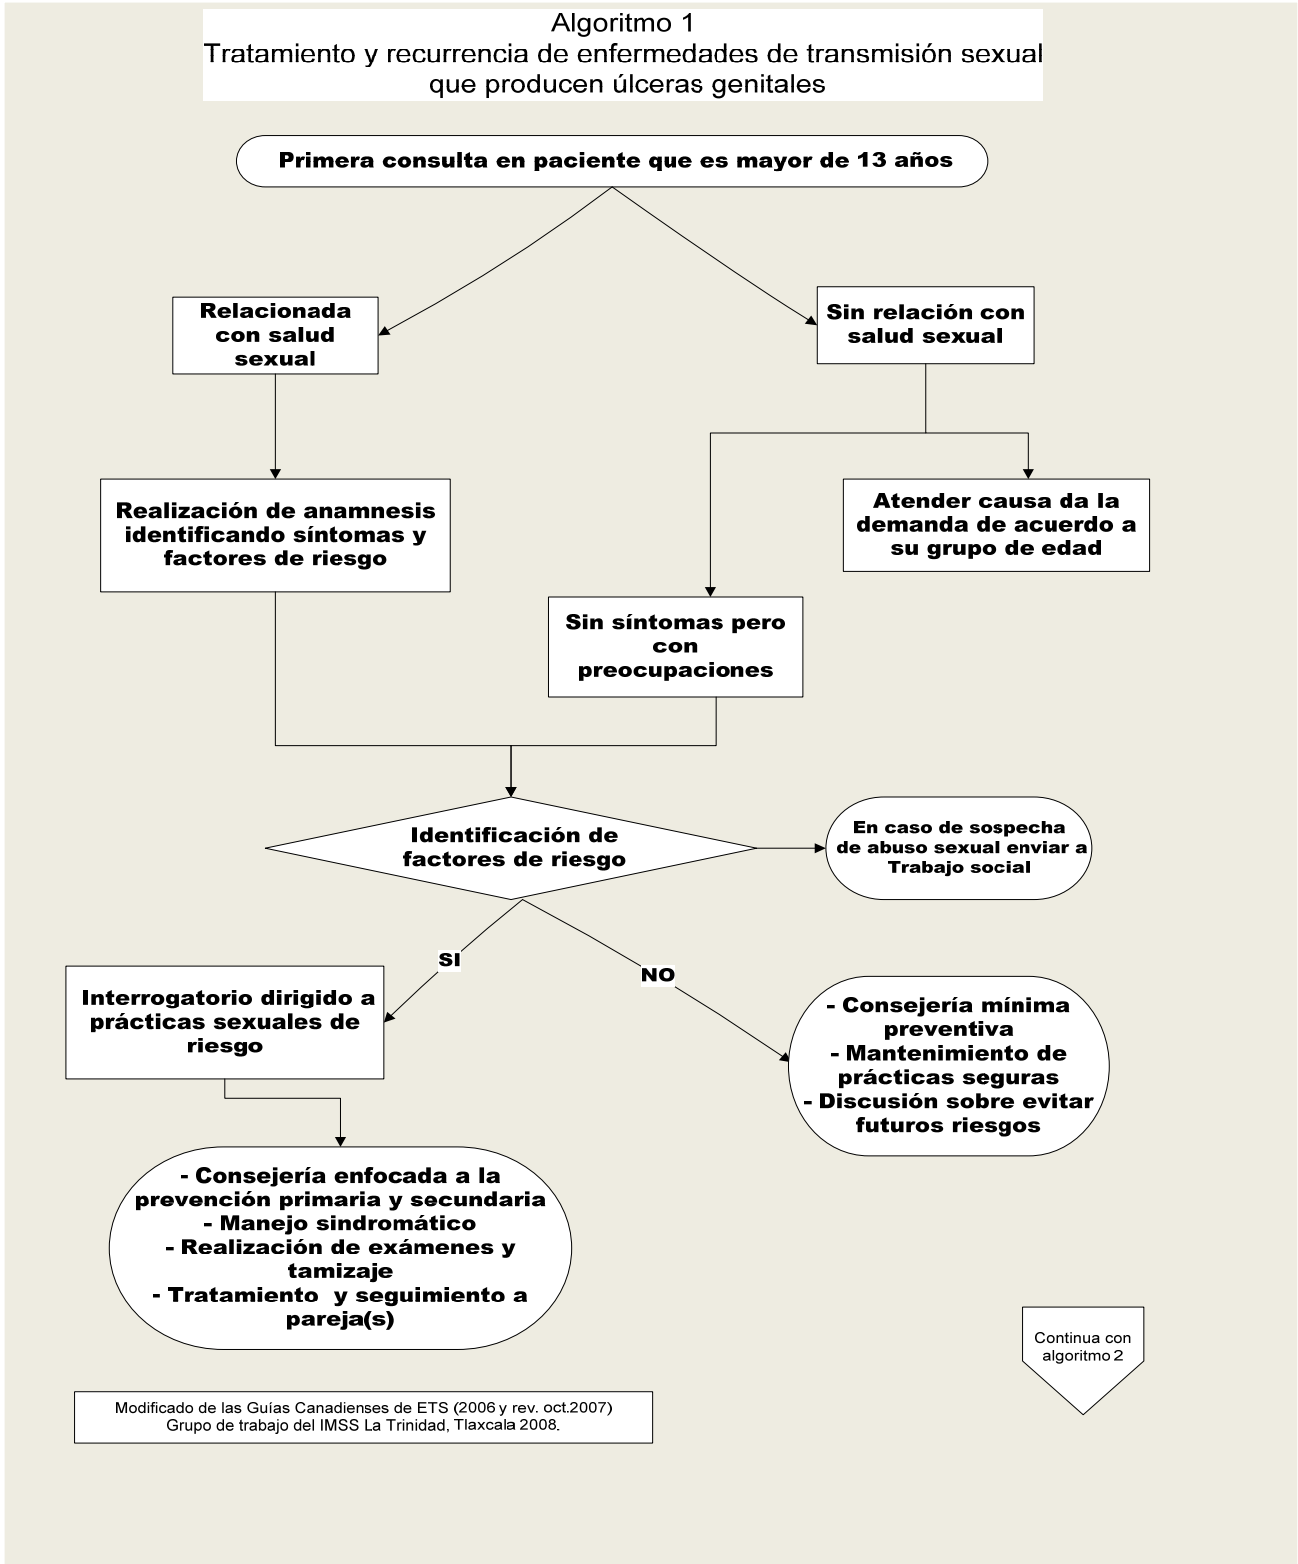 Algoritmo 1
Tratamiento y recurrencia de enfermedades de transmisión sexual
que producen úlceras genitales
Primera consulta en paciente que es mayor de 13 años
Relacionada
con salud
sexual
Sin relación con
salud sexual
Realización de anamnesis
identificando síntomas y
factores de riesgo
Atender causa da la
demanda de acuerdo a
su grupo de edad
Sin síntomas pero
con
preocupaciones
Identificación de
factores de riesgo
En caso de sospecha
de abuso sexual enviar a
Trabajo social
SI
NO
Interrogatorio dirigido a
prácticas sexuales de
riesgo
- Consejería mínima
preventiva
- Mantenimiento de
prácticas seguras
- Discusión sobre evitar
futuros riesgos
- Consejería enfocada a la
prevención primaria y secundaria
- Manejo sindromático
- Realización de exámenes y
tamizaje
- Tratamiento y seguimiento a
pareja(s)
Continua con
algoritmo 2
Modificado de las Guías Canadienses de ETS (2006 y rev. oct.2007)
Grupo de trabajo del IMSS La Trinidad, Tlaxcala 2008.